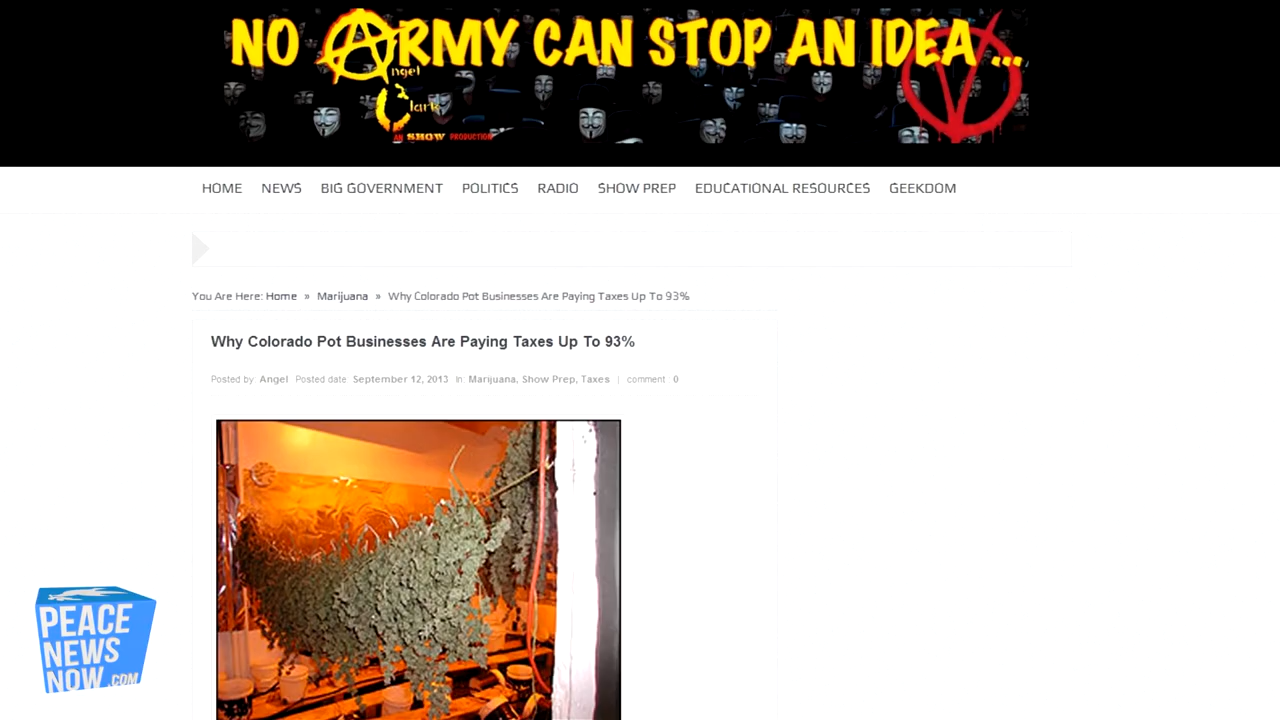 NO ARMY CAN STOP AN IDEA ...
Angel
Clark
AN SHOW PRODUCTION
HOME NEWS BIG GOVERNMENT POLITICS RADIO SHOW PREP EDUCATIONAL RESOURCES GEEKDOM
You Are Here: Home » Marijuana » Why Colorado Pot Businesses Are Paying Taxes Up To 93%
Why Colorado Pot Businesses Are Paying Taxes Up To 93%
Posted by Angel Posted date September 12, 2013 In Marijuana, Show Prep, Taxes | comment 0
PEACE
NEWS
NOW.COM